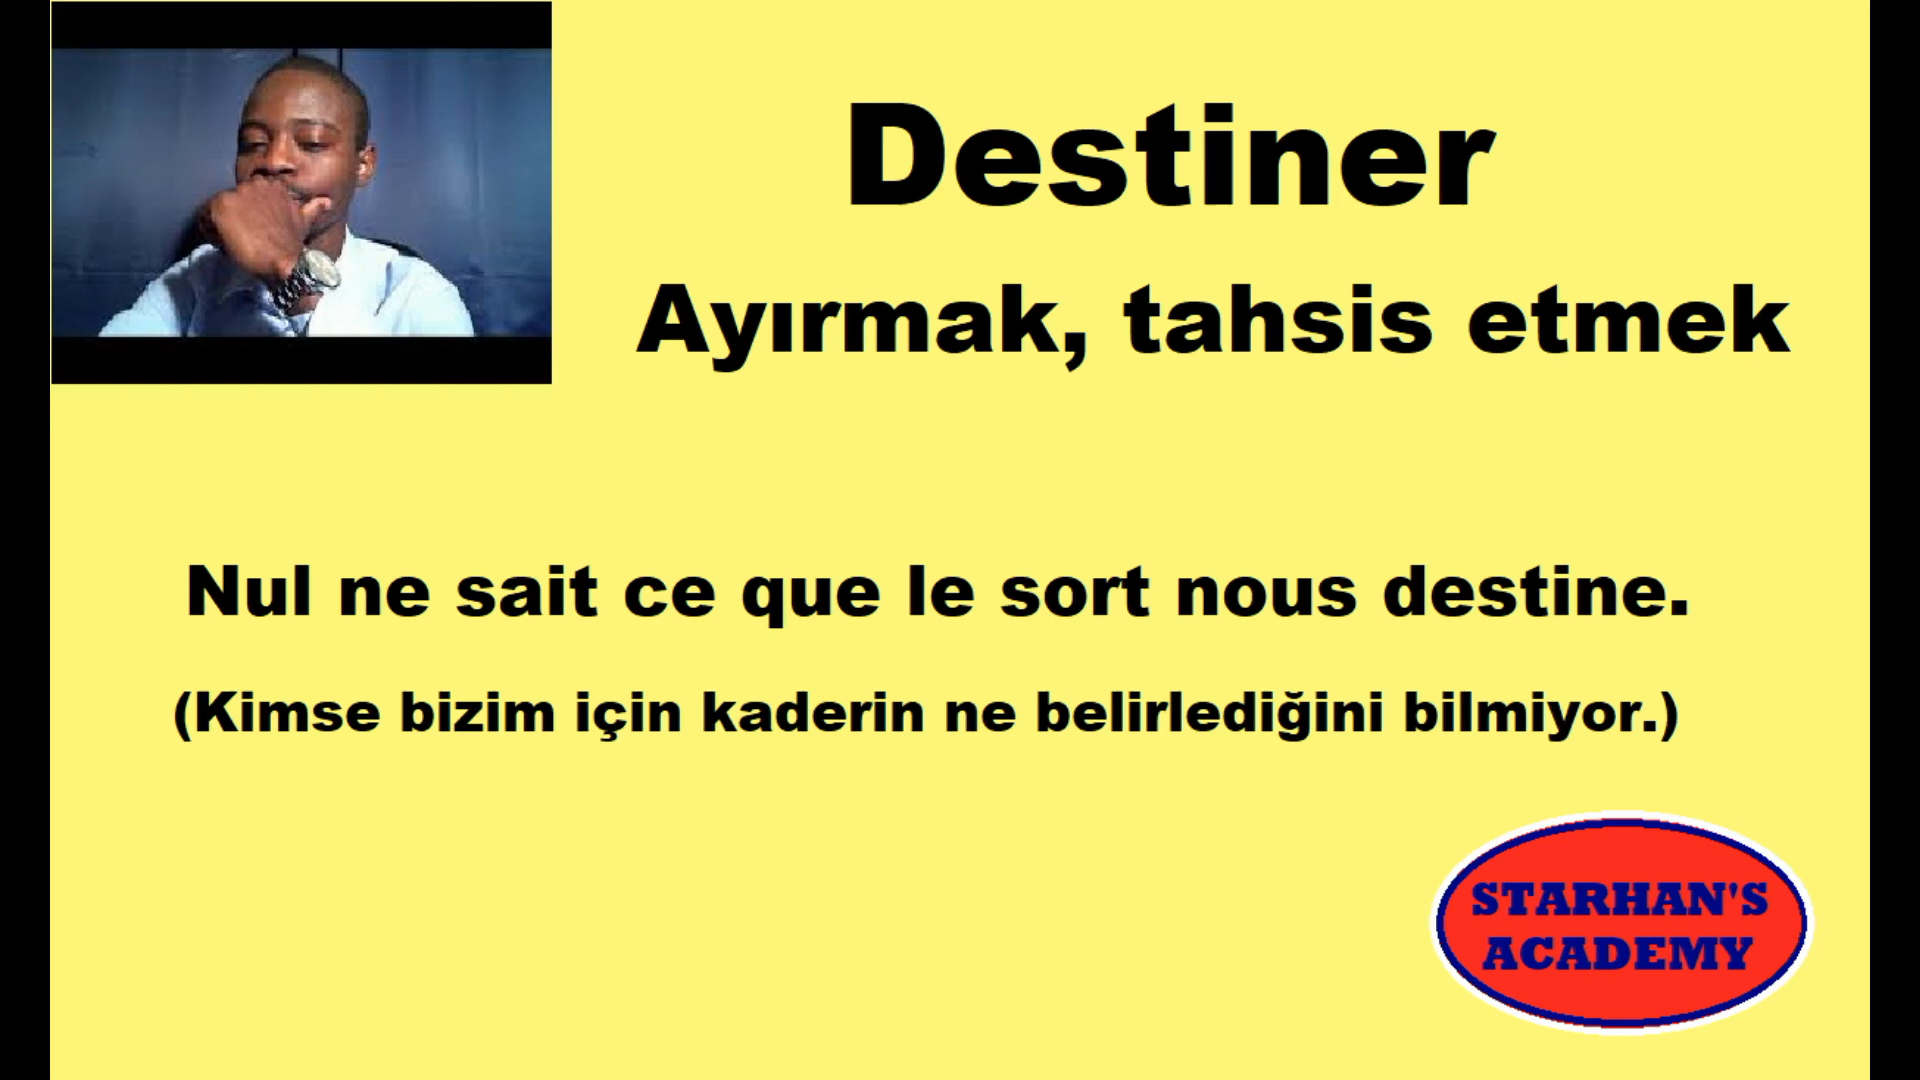 Destiner
Ayırmak, tahsis etmek
Nul ne sait ce que le sort nous destine.
(Kimse bizim için kaderin ne belirlediğini bilmiyor.)
STARHAN'S
ACADEMY